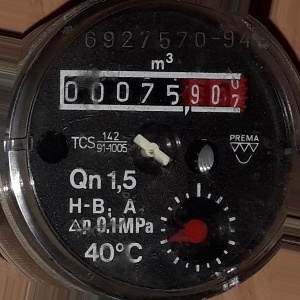 6927570-94
m³
00075,90
TCS 142
91-1005
PREMA
Qn 1,5
H-B, A
Δp 0.1MPa
40°C